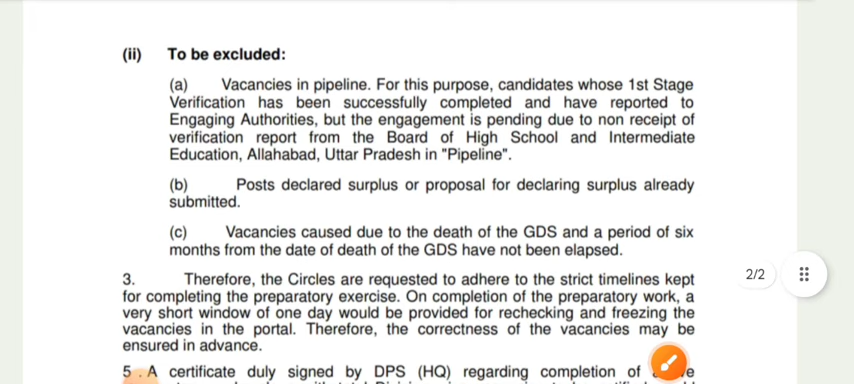 (ii) To be excluded:
(a) Vacancies in pipeline. For this purpose, candidates whose 1st Stage
Verification has been successfully completed and have reported to
Engaging Authorities, but the engagement is pending due to non receipt of
verification report from the Board of High School and Intermediate
Education, Allahabad, Uttar Pradesh in "Pipeline".
(b) Posts declared surplus or proposal for declaring surplus already
submitted.
(c) Vacancies caused due to the death of the GDS and a period of six
months from the date of death of the GDS have not been elapsed.
2/2
3. Therefore, the Circles are requested to adhere to the strict timelines kept
for completing the preparatory exercise. On completion of the preparatory work, a
very short window of one day would be provided for rechecking and freezing the
vacancies in the portal. Therefore, the correctness of the vacancies may be
ensured in advance.
5. A certificate duly signed by DPS (HQ) regarding completion of